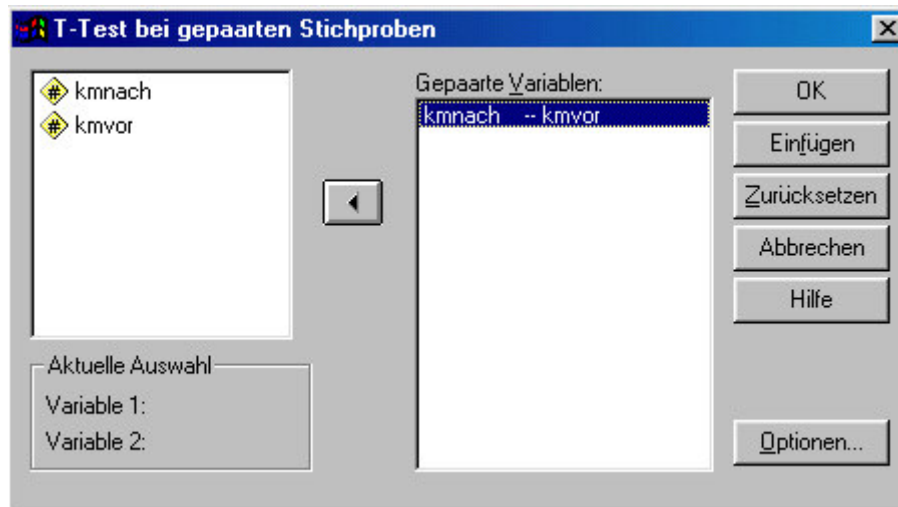 T-Test bei gepaarten Stichproben
kmnach
kmvor
Gepaarte Variablen:
kmnach -- kmvor
OK
Einfügen
Zurücksetzen
Abbrechen
Hilfe
Aktuelle Auswahl
Variable 1:
Variable 2:
Optionen...